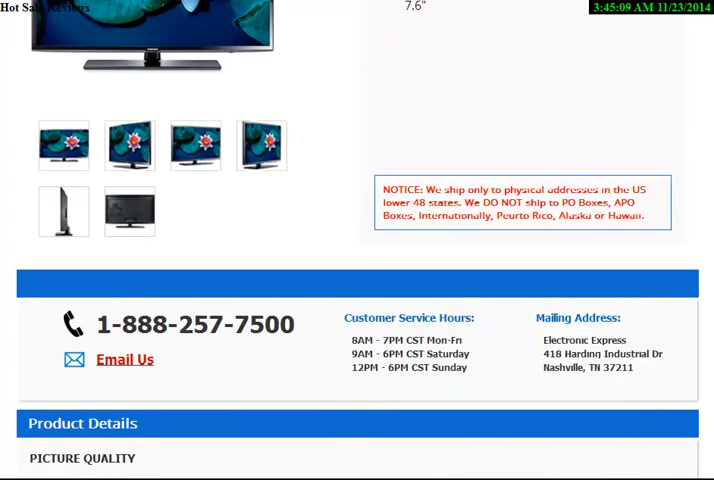 Hot Sale Reviews
3:45:09 AM 11/23/2014
7.6"
SAMSUNG
NOTICE: We ship only to physical addresses in the US
lower 48 states. We DO NOT ship to PO Boxes, APO
Boxes, Internationally, Peurto Rico, Alaska or Hawaii.
1-888-257-7500
Email Us
Customer Service Hours:
8AM - 7PM CST Mon-Fri
9AM - 6PM CST Saturday
12PM - 6PM CST Sunday
Mailing Address:
Electronic Express
418 Harding Industrial Dr
Nashville, TN 37211
Product Details
PICTURE QUALITY